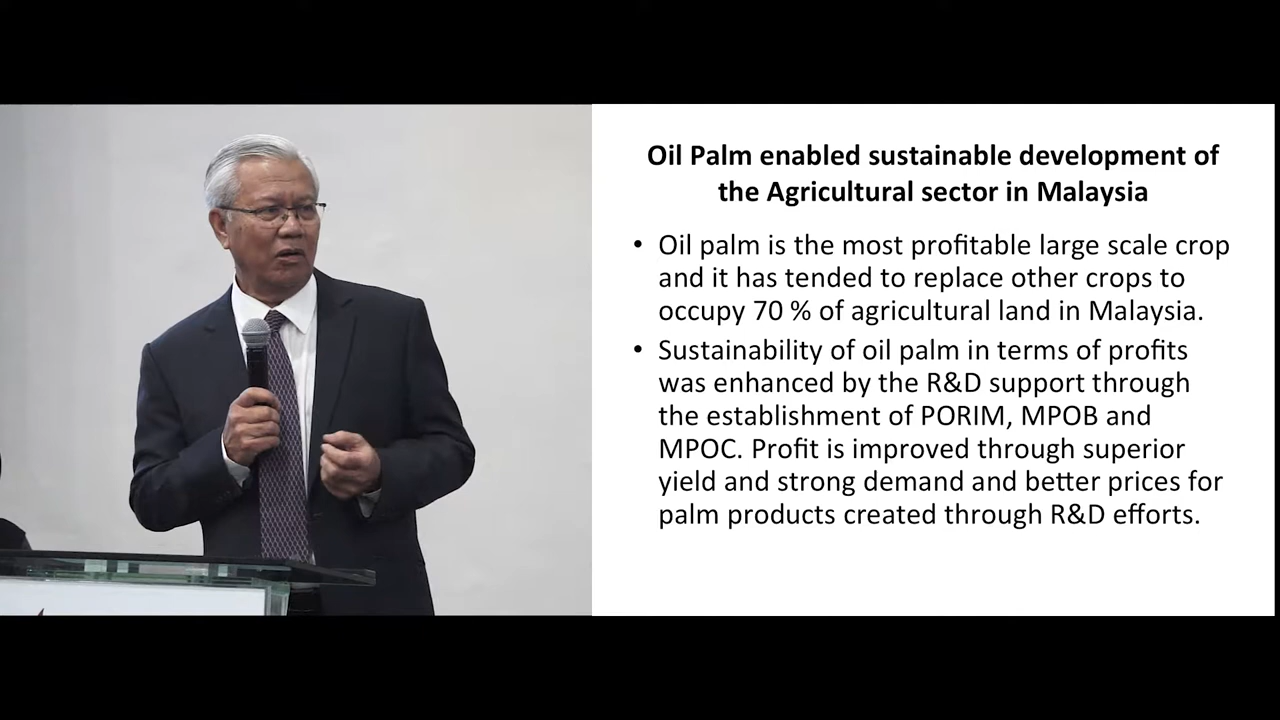 Oil Palm enabled sustainable development of
the Agricultural sector in Malaysia
• Oil palm is the most profitable large scale crop
and it has tended to replace other crops to
occupy 70 % of agricultural land in Malaysia.
• Sustainability of oil palm in terms of profits
was enhanced by the R&D support through
the establishment of PORIM, MPOB and
MPOC. Profit is improved through superior
yield and strong demand and better prices for
palm products created through R&D efforts.